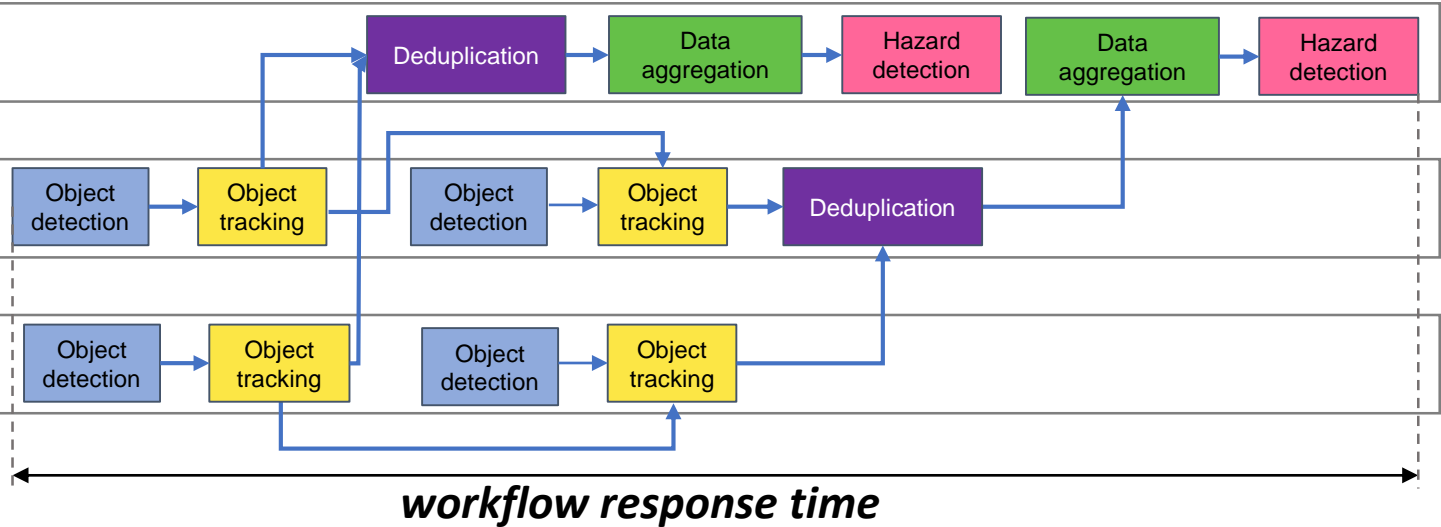 Deduplication
Data
aggregation
Hazard
detection
Data
aggregation
Hazard
detection
Object
detection
Object
tracking
Object
detection
Object
tracking
Deduplication
Object
detection
Object
tracking
Object
detection
Object
tracking
workflow response time